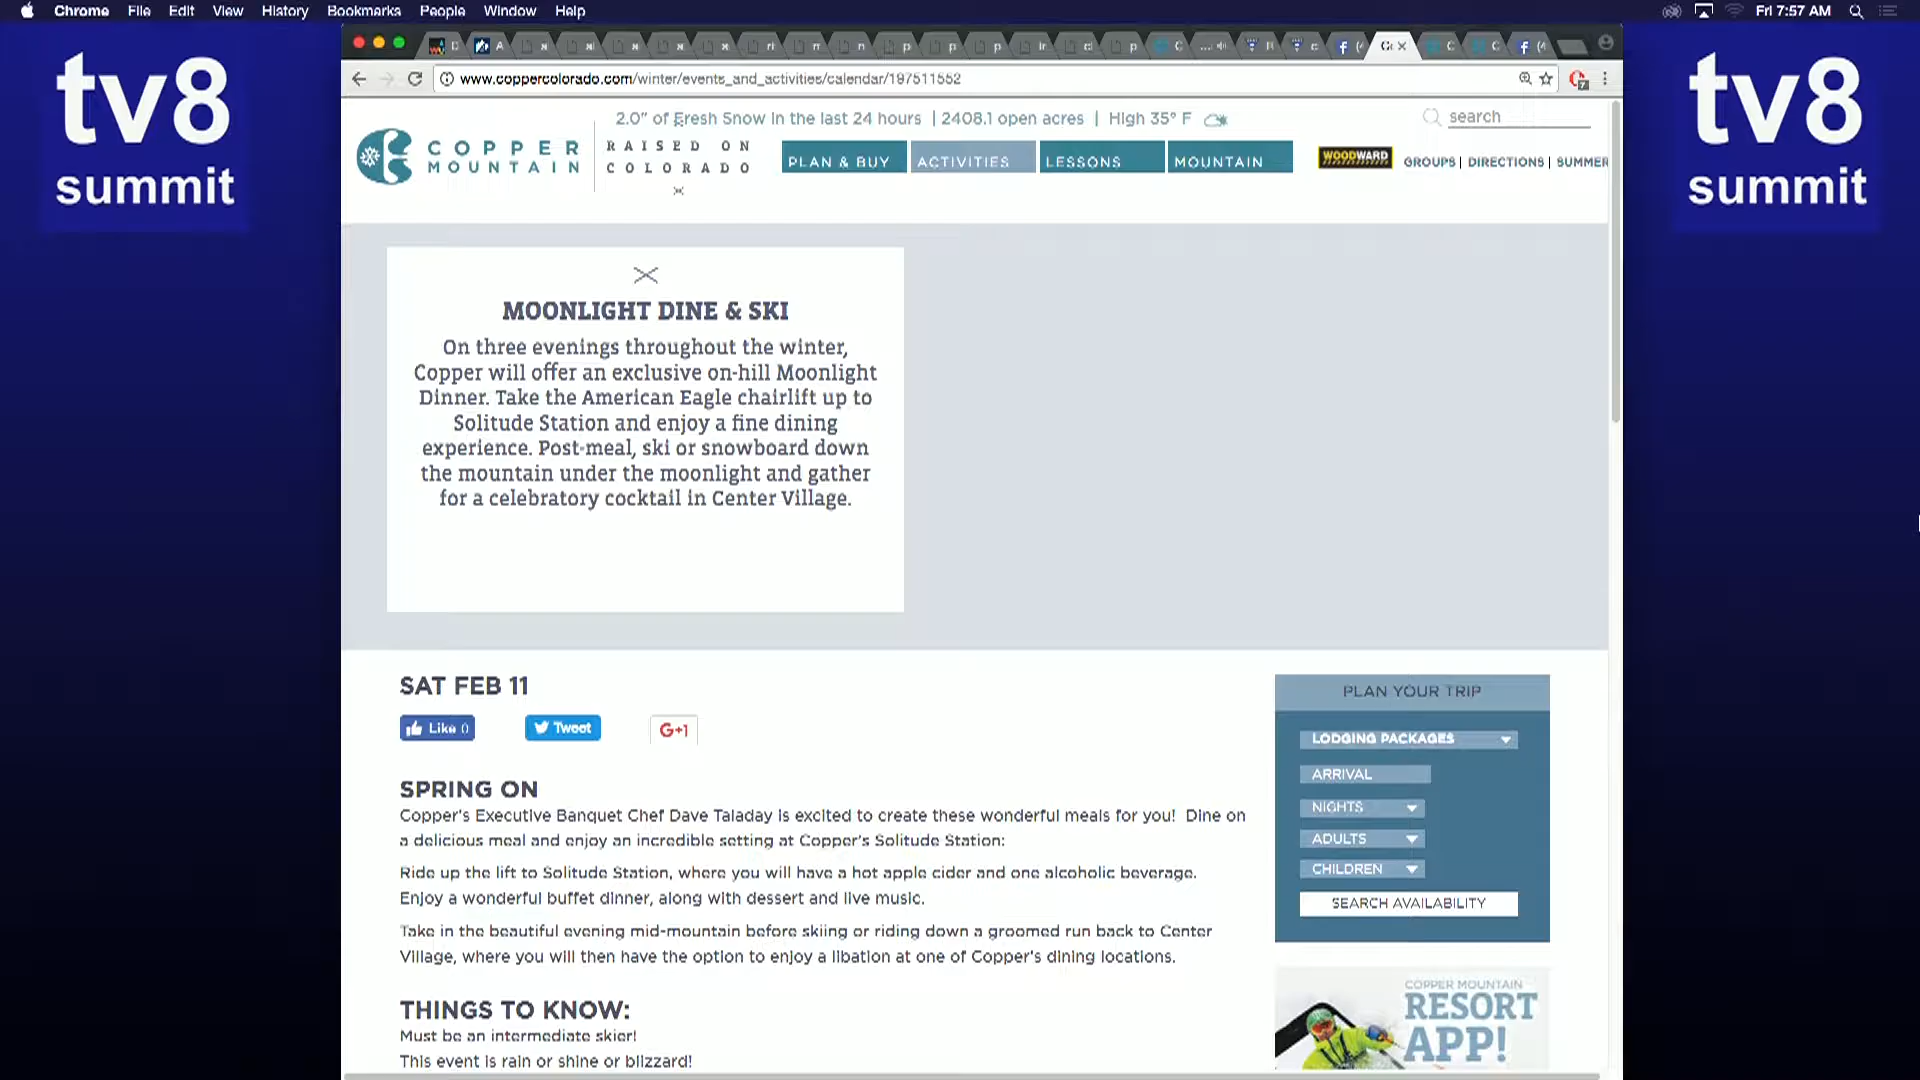 Chrome File Edit View History Bookmarks People Window Help Fri 7:57 AM
tv8
summit
tv8
summit
www.coppercolorado.com/winter/events_and_activities/calendar/197511552
2.0" of Fresh Snow in the last 24 hours | 2408.1 open acres | High 35° F
search
COPPER
MOUNTAIN
RAISED ON
COLORADO
PLAN & BUY
ACTIVITIES
LESSONS
MOUNTAIN
WOODWARD
GROUPS | DIRECTIONS | SUMMER
MOONLIGHT DINE & SKI
On three evenings throughout the winter,
Copper will offer an exclusive on-hill Moonlight
Dinner. Take the American Eagle chairlift up to
Solitude Station and enjoy a fine dining
experience. Post-meal, ski or snowboard down
the mountain under the moonlight and gather
for a celebratory cocktail in Center Village.
SAT FEB 11
Like 0
Tweet
G+1
SPRING ON
Copper's Executive Banquet Chef Dave Taladay is excited to create these wonderful meals for you! Dine on
a delicious meal and enjoy an incredible setting at Copper's Solitude Station:
Ride up the lift to Solitude Station, where you will have a hot apple cider and one alcoholic beverage.
Enjoy a wonderful buffet dinner, along with dessert and live music.
Take in the beautiful evening mid-mountain before skiing or riding down a groomed run back to Center
Village, where you will then have the option to enjoy a libation at one of Copper's dining locations.
THINGS TO KNOW:
Must be an intermediate skier!
This event is rain or shine or blizzard!
PLAN YOUR TRIP
LODGING PACKAGES
ARRIVAL
NIGHTS
ADULTS
CHILDREN
SEARCH AVAILABILITY
COPPER MOUNTAIN
RESORT
APP!